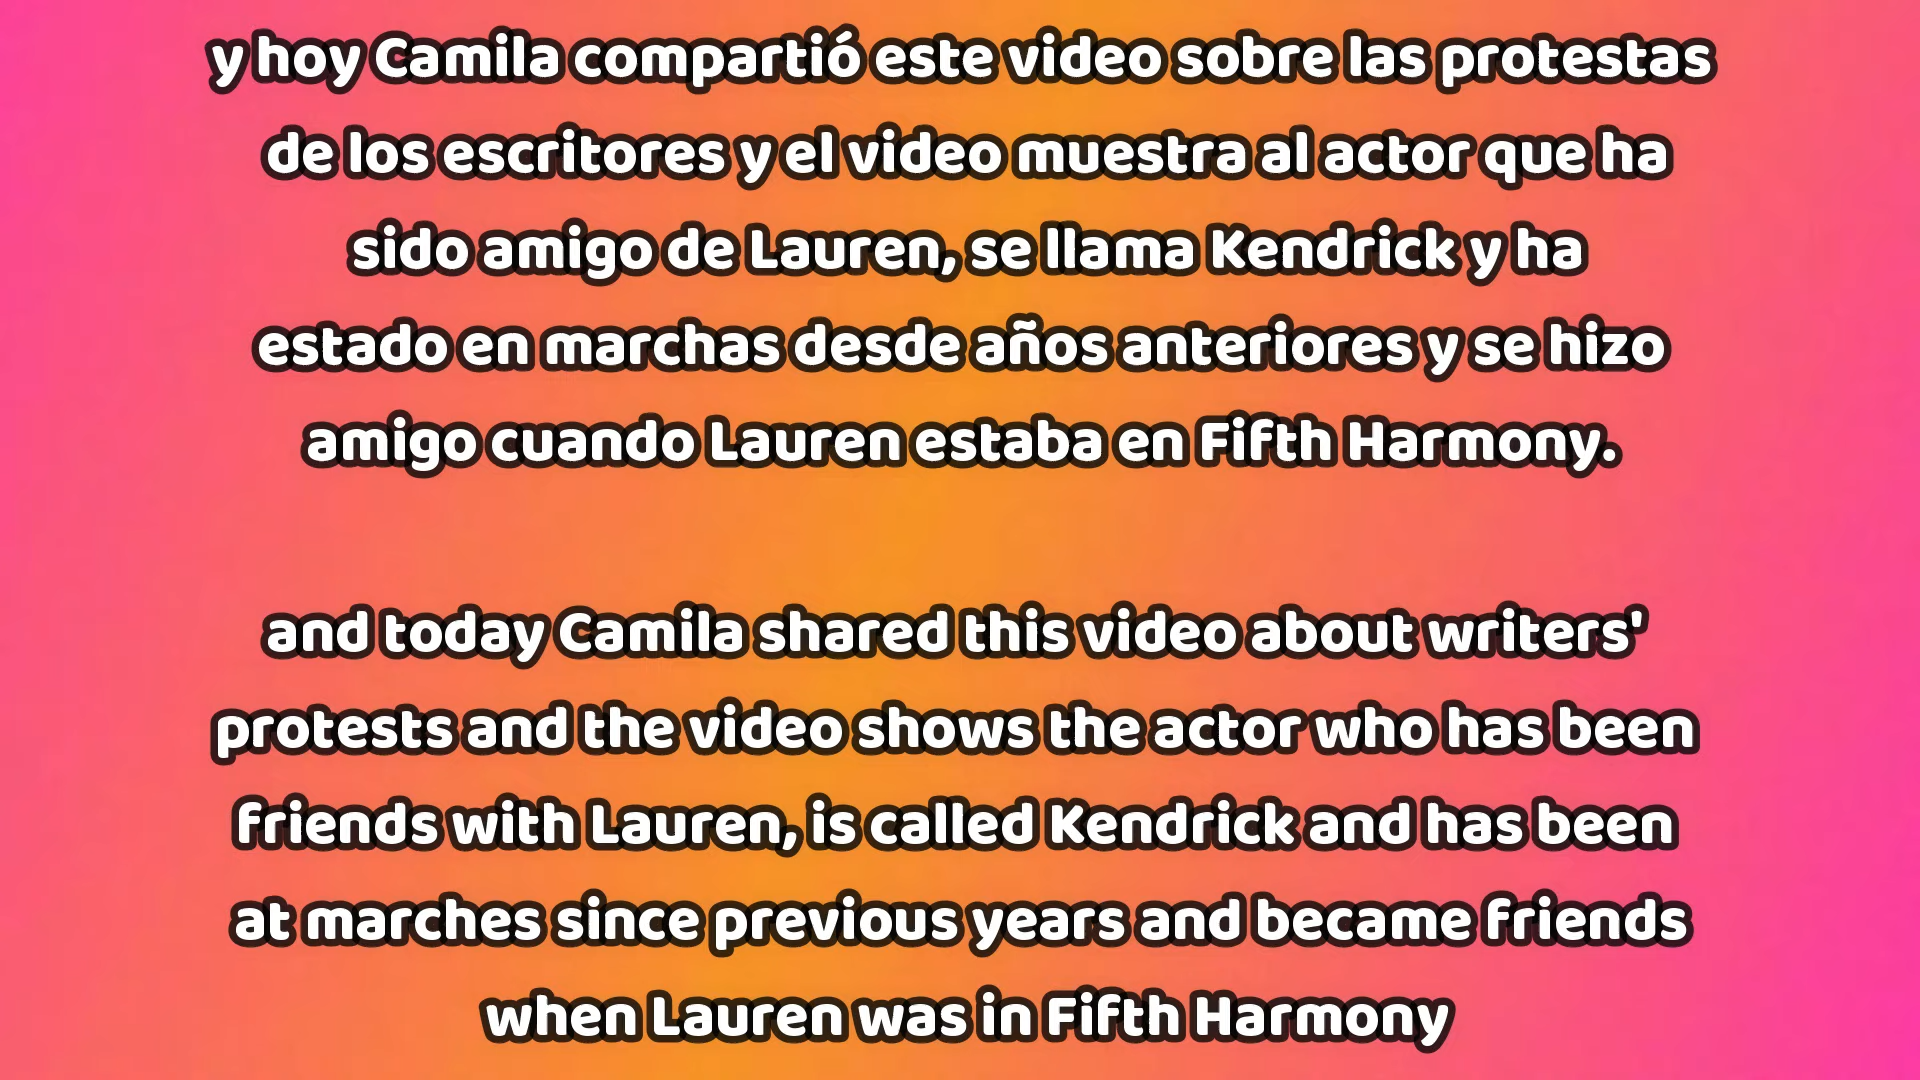 y hoy Camila compartió este video sobre las protestas
de los escritores y el video muestra al actor que ha
sido amigo de Lauren, se llama Kendrick y ha
estado en marchas desde años anteriores y se hizo
amigo cuando Lauren estaba en Fifth Harmony.
and today Camila shared this video about writers'
protests and the video shows the actor who has been
friends with Lauren, is called Kendrick and has been
at marches since previous years and became friends
when Lauren was in Fifth Harmony